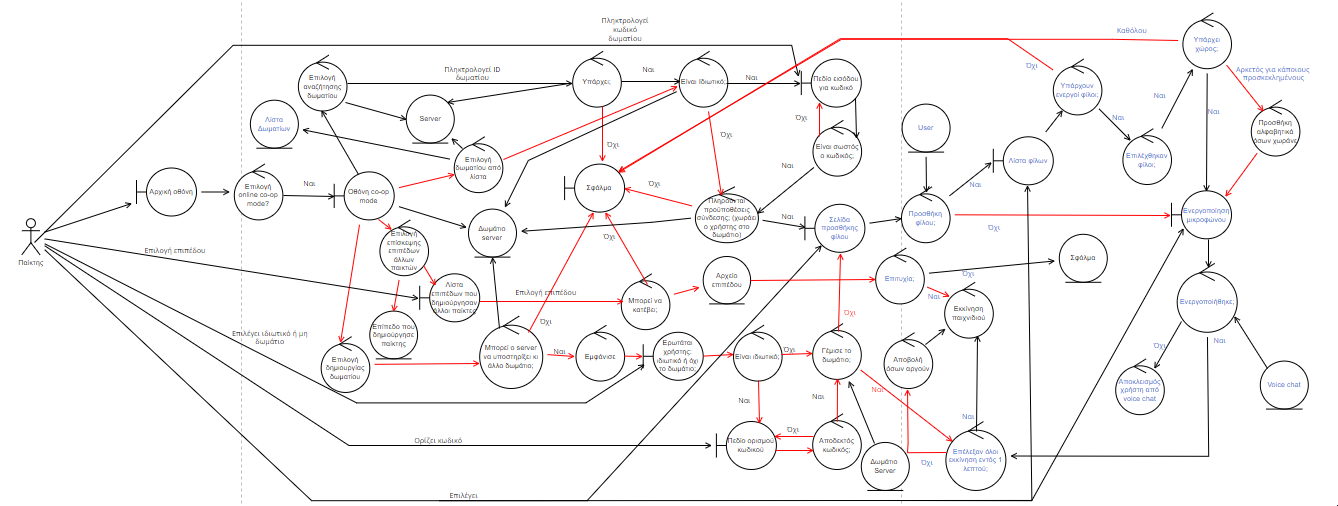 Πληκτρολογεί
κωδικό
δωματίου
Καθόλου
Υπάρχει
χώρος;
Επιλογή
αναζήτησης
δωματίου
Πληκτρολογεί ID
δωματίου
Υπάρχει;
Ναι
Είναι Ιδιωτικό;
Ναι
Πεδίο εισόδου
για κωδικό
Όχι
Υπάρχουν
ενεργοί φίλοι;
Αρκετός για κάποιους
προσκεκλημένους
Λίστα
Δωματίων
Server
Όχι
Όχι
Όχι
User
Ναι
Ναι
Ναι
Προσθήκη
αλφαβητικά
όσων χωράνε
Επιλογή
δωματίου από
λίστα
Είναι σωστός
ο κωδικός;
Ναι
Λίστα φίλων
Επιλέχθηκαν
φίλοι;
Αρχική οθόνη
Επιλογή
online co-op
mode?
Ναι
Οθόνη co-op
mode
Σφάλμα
Όχι
Ναι
Πληρούνται
προϋποθέσεις
σύνδεσης; (χωράει
ο χρήστης στο
δωμάτιο)
Ναι
Σελίδα
προσθήκης
φίλου
Προσθήκη
φίλου;
Όχι
Ενεργοποίηση
μικροφώνου
Δωμάτιο
server
Παίκτης
Επιλογή επιπέδου
Επιλογή
επίσκεψης
επιπέδων
άλλων
παικτών
Όχι
Σφάλμα
Λίστα
επιπέδων που
δημιούργησαν
άλλοι παίκτες
Επιλογή επιπέδου
Μπορεί να
κατέβει;
Αρχείο
επιπέδου
Επιτυχία;
Όχι
Ναι
Εκκίνηση
παιχνιδιού
Ενεργοποιήθηκε;
Επιλέγει ιδιωτικό ή μη
δωμάτιο
Επίπεδο που
δημιούργησε
παίκτης
Όχι
Όχι
Επιλογή
δημιουργίας
δωματίου
Μπορεί ο server
να υποστηρίξει κι
άλλο δωμάτιο;
Ναι
Εμφάνισε
Ερωτάται
χρήστης:
ιδιωτικό ή όχι
το δωμάτιο;
Είναι ιδιωτικό;
Όχι
Γέμισε το
δωμάτιο;
Αποβολή
όσων αργούν
Όχι
Ναι
Αποκλεισμός
χρήστη από
voice chat
Voice chat
Ναι
Ναι
Ναι
Ναι
Ορίζει κωδικό
Πεδίο ορισμού
κωδικού
Όχι
Αποδεκτός
κωδικός;
Δωμάτιο
Server
Όχι
Επέλεξαν όλοι
εκκίνηση εντός 1
λεπτού;
Επιλέγει